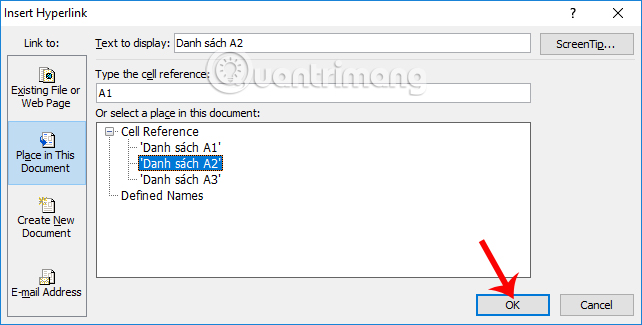 Insert Hyperlink
Link to:
Text to display:
Danh sách A2
ScreenTip...
Existing File or
Web Page
Place in This
Document
Create New
Document
E-mail Address
Type the cell reference:
A1
Or select a place in this document:
Cell Reference
'Danh sách A1'
'Danh sách A2'
'Danh sách A3'
Defined Names
Quantrimang
OK
Cancel